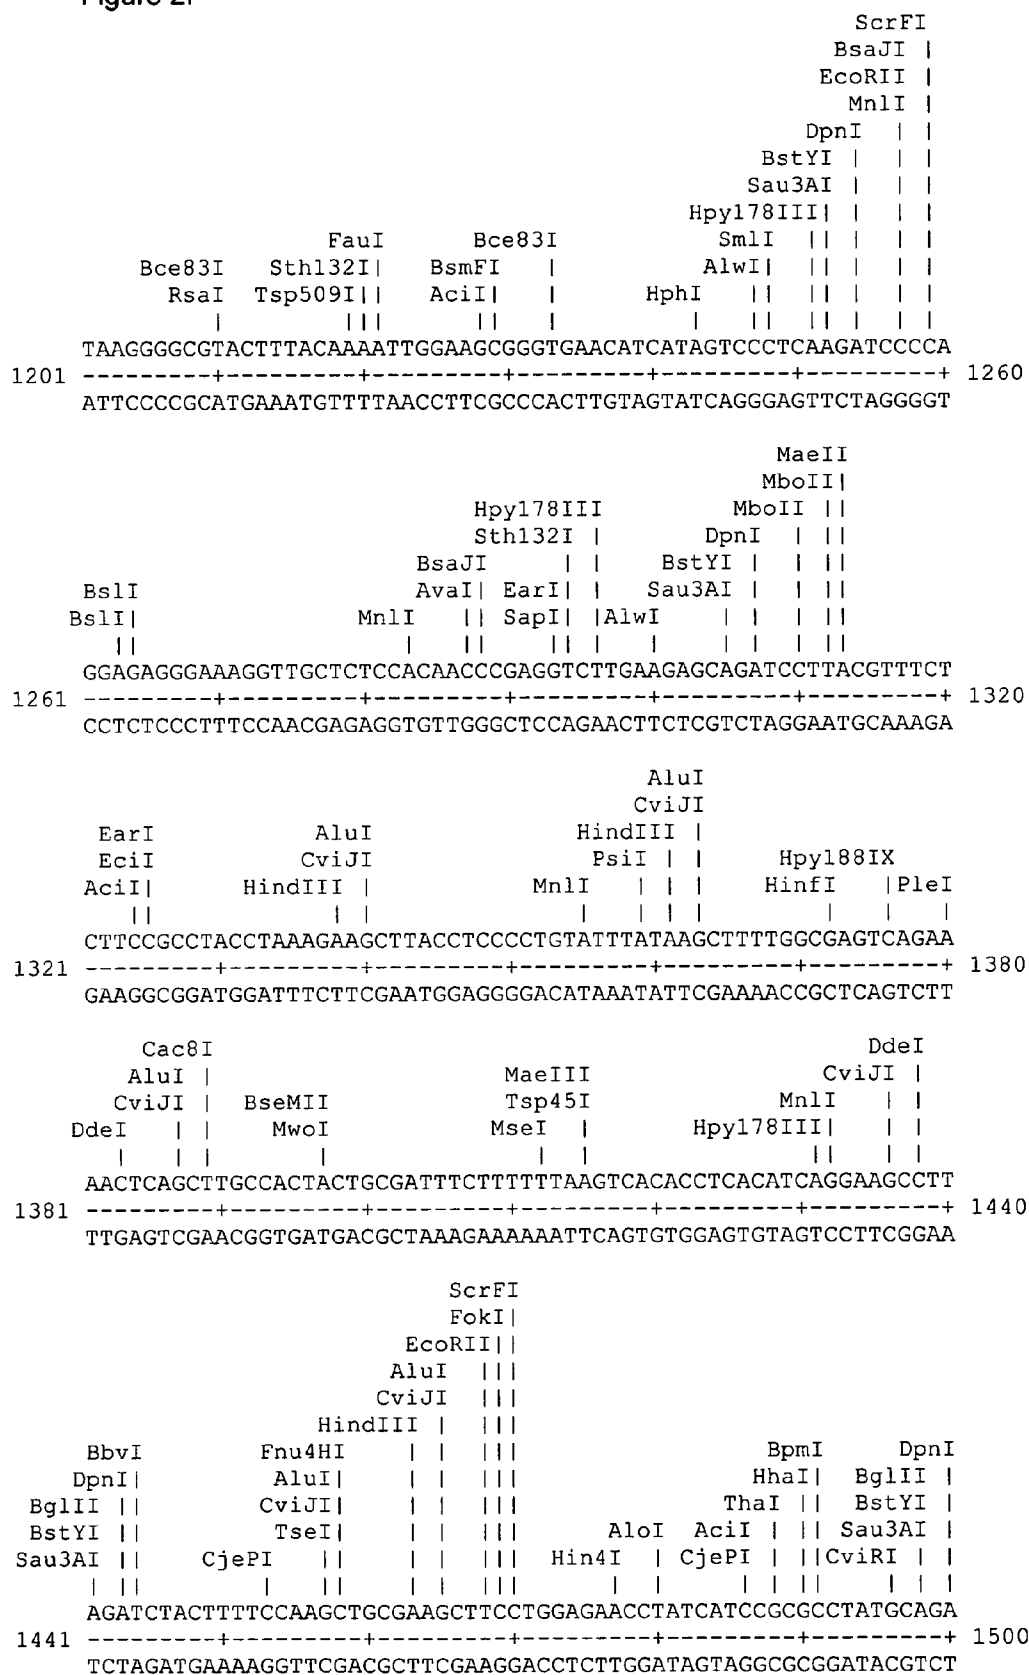 Figure 2.
ScrFI
BsaJI |
EcoRII |
MnlI |
DpnI | |
BstYI | | |
Sau3AI | | |
Hpy178III| | | |
FauI Bce83I SmlI || | | |
Bce83I Sth132I| BsmFI | AlwI| || | | |
RsaI Tsp509I|| AciI| | HphI || || | | |
| ||| || | | || || | | |
TAAGGGGCGTACTTTACAAAATTGGAAGCGGGTGAACATCATAGTCCCTCAAGATCCCCA
1201 ---------+---------+---------+---------+---------+---------+ 1260
ATTCCCCGCATGAAATGTTTTAACCTTCGCCCACTTGTAGTATCAGGGAGTTCTAGGGGT
MaeII
MboII|
Hpy178III MboII ||
Sth132I | DpnI | ||
BsaJI | | BstYI | | ||
BslI AvaI| EarI| | Sau3AI | | ||
BslI| MnlI || SapI| |AlwI | | | ||
|| | || || | | | | | ||
GGAGAGGGAAAGGTTGCTCTCCACAACCCGAGGTCTTGAAGAGCAGATCCTTACGTTTCT
1261 ---------+---------+---------+---------+---------+---------+ 1320
CCTCTCCCTTTCCAACGAGAGGTGTTGGGCTCCAGAACTTCTCGTCTAGGAATGCAAAGA
AluI
CviJI
EarI AluI HindIII |
EciI CviJI PsiI | | Hpy188IX
AciI| HindIII | MnlI | | | HinfI | PleI
|| | | | | | | | | |
CTTCCGCCTACCTAAAGAAGCTTACCTCCCCTGTATTTATAAGCTTTTGGCGAGTCAGAA
1321 ---------+---------+---------+---------+---------+---------+ 1380
GAAGGCGGATGGATTTCTTCGAATGGAGGGGACATAAATATTCGAAAACCGCTCAGTCTT
Cac8I DdeI
AluI | MaeIII CviJI |
CviJI | BseMII Tsp45I MnlI | |
DdeI | | MwoI MseI | Hpy178III| | |
| | | | | | || | |
AACTCAGCTTGCCACTACTGCGATTTCTTTTTTAAGTCACACCTCACATCAGGAAGCCTT
1381 ---------+---------+---------+---------+---------+---------+ 1440
TTGAGTCGAACGGTGATGACGCTAAAGAAAAAATTCAGTGTGGAGTGTAGTCCTTCGGAA
ScrFI
FokI|
EcoRII||
AluI |||
CviJI |||
HindIII | |||
BbvI Fnu4HI | | ||| BpmI DpnI
DpnI| AluI| | | ||| HhaI| BglII |
BglII || CviJI| | | ||| ThaI || BstYI |
BstYI || TseI| | | ||| AloI AciI | || Sau3AI |
Sau3AI || CjePI || | | ||| Hin4I | CjePI | ||CviRI | |
| || | || | | ||| | | | | || | | |
AGATCTACTTTTCCAAGCTGCGAAGCTTCCTGGAGAACCTATCATCCGCGCCTATGCAGA
1441 ---------+---------+---------+---------+---------+---------+ 1500
TCTAGATGAAAAGGTTCGACGCTTCGAAGGACCTCTTGGATAGTAGGCGCGGATACGTCT